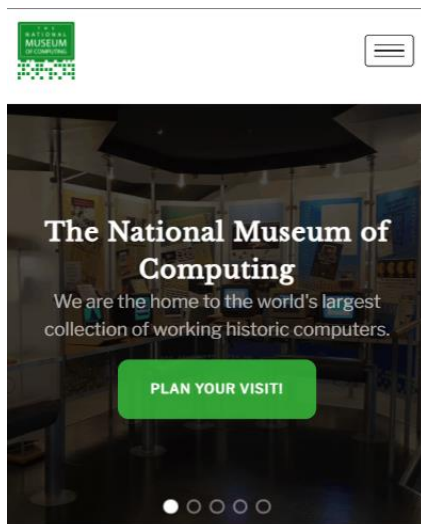 THE
NATIONAL
MUSEUM
OF COMPUTING
The National Museum of
Computing
We are the home to the world's largest
collection of working historic computers.
PLAN YOUR VISIT!